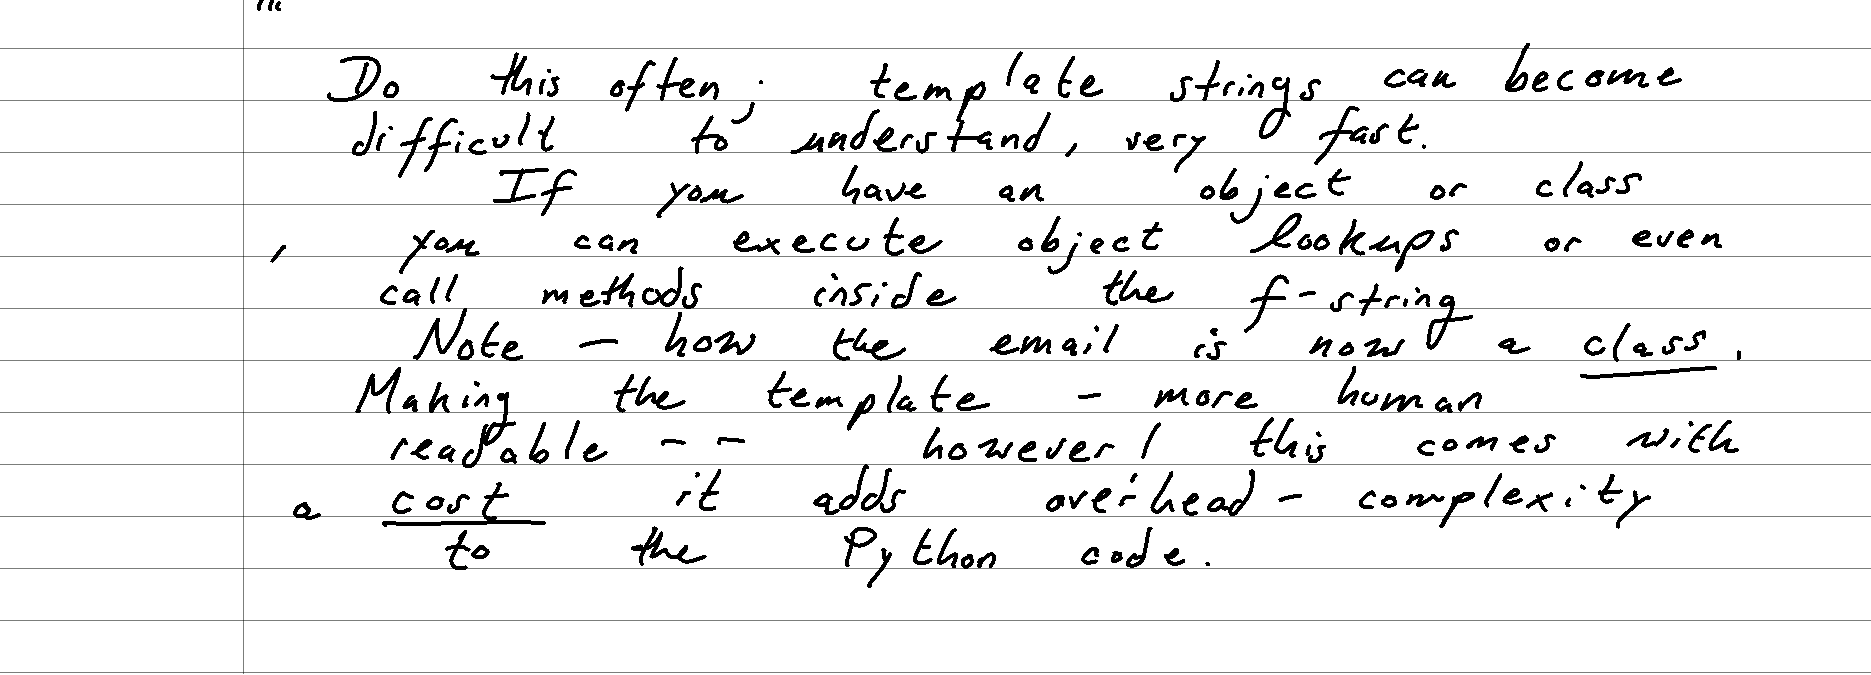 Do this often; template strings can become
difficult to understand, very fast.
If you have an object or class
, you can execute object lookups or even
call methods inside the f-string
Note - how the email is now a class.
Making the template - more human
readable -- however! this comes with
a cost it adds overhead - complexity
to the Python code.